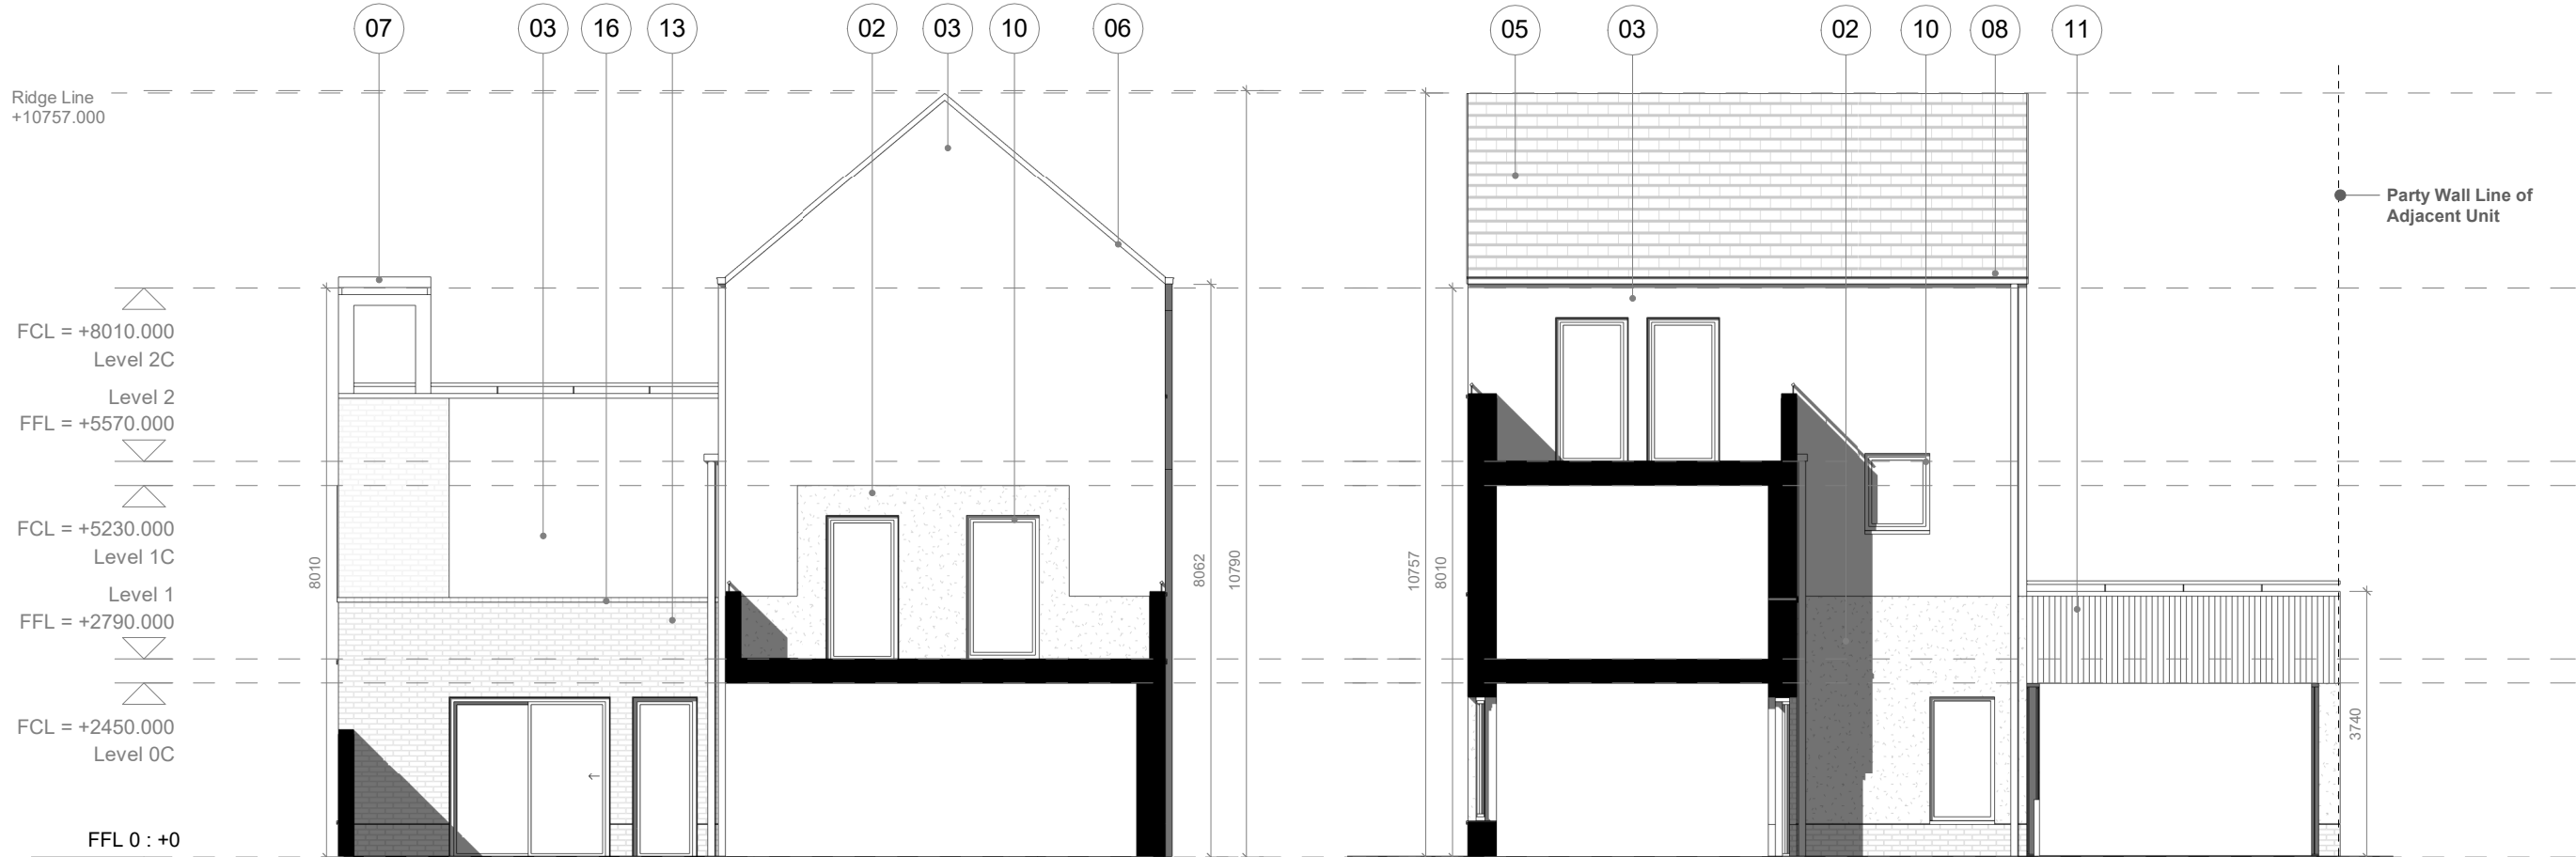 07
03
16
13
02
03
10
06
05
03
02
10
08
11
Ridge Line
+10757.000
Party Wall Line of
Adjacent Unit
FCL = +8010.000
Level 2C
Level 2
FFL = +5570.000
FCL = +5230.000
Level 1C
Level 1
FFL = +2790.000
FCL = +2450.000
Level 0C
FFL 0 : +0
8010
8062
10790
10757
8010
3740